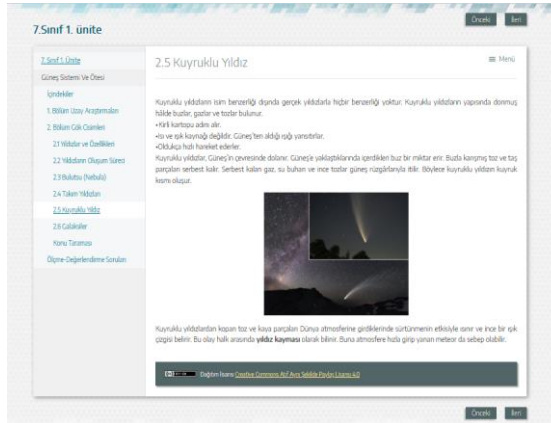 Önceki
İleri
7.Sınıf 1. ünite
7.Sınıf 1.Ünite
Güneş Sistemi Ve Ötesi
İçindekiler
1. Bölüm Uzay Araştırmaları
2. Bölüm Gök Cisimleri
2.1 Yıldızlar ve Özellikleri
2.2 Yıldızların Oluşum Süreci
2.3 Bulutsu (Nebula)
2.4 Takım Yıldızları
2.5 Kuyruklu Yıldız
2.6 Galaksiler
Konu Taraması
Ölçme-Değerlendirme Soruları
2.5 Kuyruklu Yıldız
Menü
Kuyruklu yıldızların isim benzerliği dışında gerçek yıldızlarla hiçbir benzerliği yoktur. Kuyruklu yıldızların yapısında donmuş
hâlde buzlar, gazlar ve tozlar bulunur.
•Kirli kartopu adını alır.
•Isı ve ışık kaynağı değildir. Güneş'ten aldığı ışığı yansıtırlar.
•Oldukça hızlı hareket ederler.
Kuyruklu yıldızlar, Güneş'in çevresinde dolanır. Güneş'e yaklaştıklarında içerdikleri buz bir miktar erir. Buzla karışmış toz ve taş
parçaları serbest kalır. Serbest kalan gaz, su buharı ve ince tozlar güneş rüzgârlarıyla itilir. Böylece kuyruklu yıldızın kuyruk
kısmı oluşur.
Kuyruklu yıldızlardan kopan toz ve kaya parçaları Dünya atmosferine girdiklerinde sürtünmenin etkisiyle ısınır ve ince bir ışık
çizgisi belirir. Bu olay halk arasında yıldız kayması olarak bilinir. Buna atmosfere hızla girip yanan meteor da sebep olabilir.
Dağıtım lisansı Creative Commons Atıf Aynı Şekilde Paylaş Lisansı 4.0
Önceki
İleri